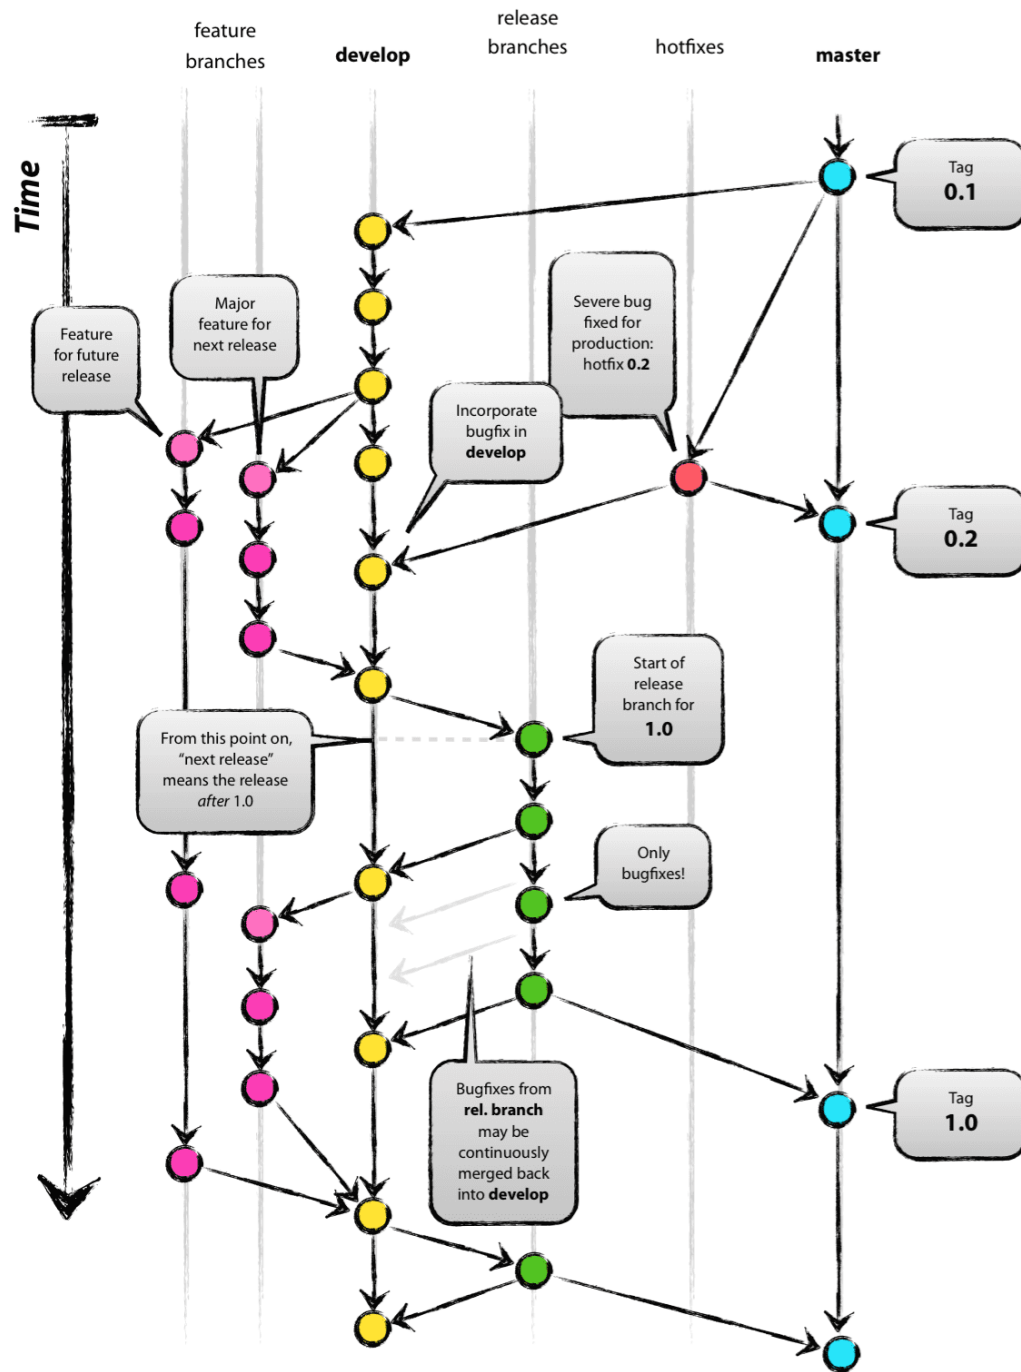 feature
branches
develop
release
branches
hotfixes
master
Time
Tag
0.1
Feature
for future
release
Major
feature for
next release
Severe bug
fixed for
production:
hotfix 0.2
Incorporate
bugfix in
develop
Tag
0.2
Start of
release
branch for
1.0
From this point on,
“next release”
means the release
after 1.0
Only
bugfixes!
Bugfixes from
rel. branch
may be
continuously
merged back
into develop
Tag
1.0